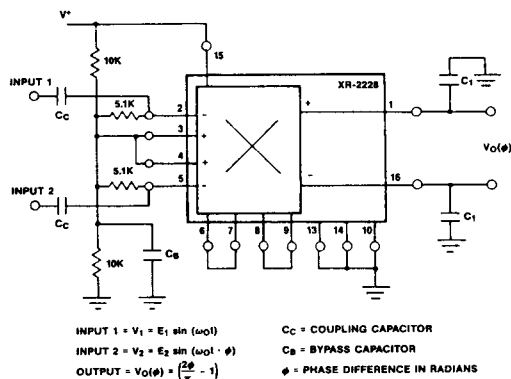 V+
15
10K
XR-2228
INPUT 1
CC
5.1K
2
-
+
1
C1
3
+
4
+
VO(φ)
5.1K
5
-
-
16
INPUT 2
CC
C1
6
7
8
9
13
14
10
10K
CB
INPUT 1 = V1 = E1 sin (ωOt)
INPUT 2 = V2 = E2 sin (ωOt · φ)
OUTPUT = VO(φ) = (2φ/π - 1)
CC = COUPLING CAPACITOR
CB = BYPASS CAPACITOR
φ = PHASE DIFFERENCE IN RADIANS